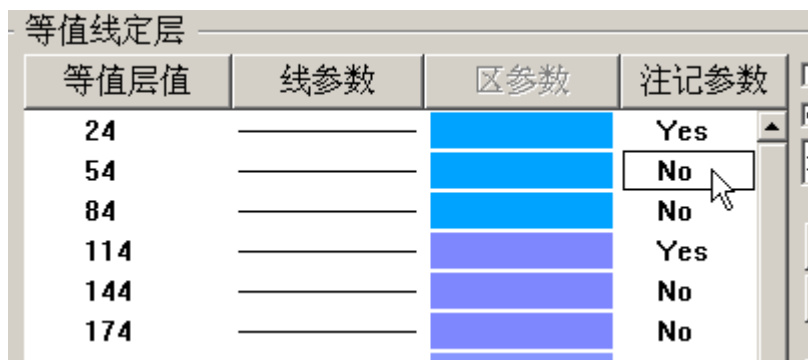 等值线定层
等值层值 线参数 区参数 注记参数
24 Yes
54 No
84 No
114 Yes
144 No
174 No